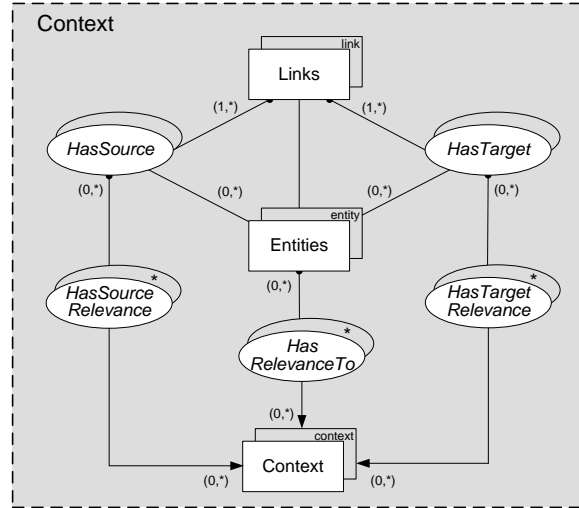 Context
link
Links
(1,*)
(1,*)
HasSource
HasTarget
(0,*)
(0,*)
(0,*)
(0,*)
entity
Entities
(0,*)
*
HasSource
Relevance
*
HasTarget
Relevance
*
Has
RelevanceTo
(0,*)
context
Context
(0,*)
(0,*)